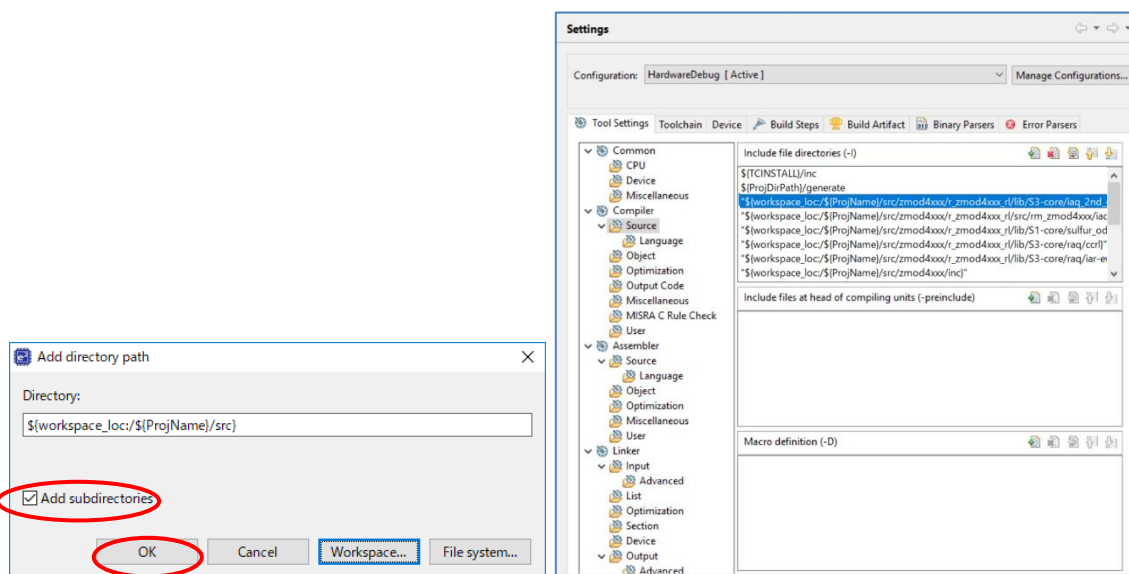 Add directory path
Directory:
${workspace_loc:/${ProjName}/src}
Add subdirectories
OK
Cancel
Workspace...
File system...
Settings
Configuration:
HardwareDebug [ Active ]
Manage Configurations...
Tool Settings
Toolchain
Device
Build Steps
Build Artifact
Binary Parsers
Error Parsers
Common
CPU
Device
Miscellaneous
Compiler
Source
Language
Object
Optimization
Output Code
Miscellaneous
MISRA C Rule Check
User
Assembler
Source
Language
Object
Optimization
Miscellaneous
User
Linker
Input
Advanced
List
Optimization
Section
Device
Output
Advanced
Include file directories (-I)
${TCINSTALL}/inc
${ProjDirPath}/generate
"${workspace_loc:/${ProjName}/src/zmod4xxx/r_zmod4xxx_rl/lib/S3-core/iaq_2nd_
"${workspace_loc:/${ProjName}/src/zmod4xxx/r_zmod4xxx_rl/src/rm_zmod4xxx/iaq
"${workspace_loc:/${ProjName}/src/zmod4xxx/r_zmod4xxx_rl/lib/S1-core/sulfur_od
"${workspace_loc:/${ProjName}/src/zmod4xxx/r_zmod4xxx_rl/lib/S3-core/raq/ccrl}"
"${workspace_loc:/${ProjName}/src/zmod4xxx/r_zmod4xxx_rl/lib/S3-core/raq/iar-ew
"${workspace_loc:/${ProjName}/src/zmod4xxx/inc}"
Include files at head of compiling units (-preinclude)
Macro definition (-D)